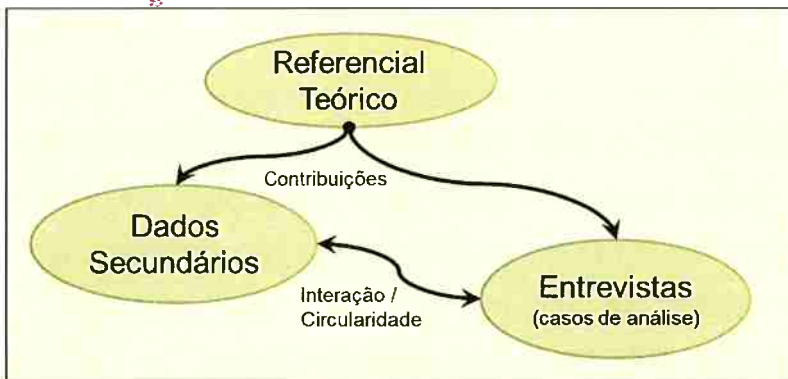 Referencial
Teórico
Contribuições
Dados
Secundários
Interação /
Circularidade
Entrevistas
(casos de análise)